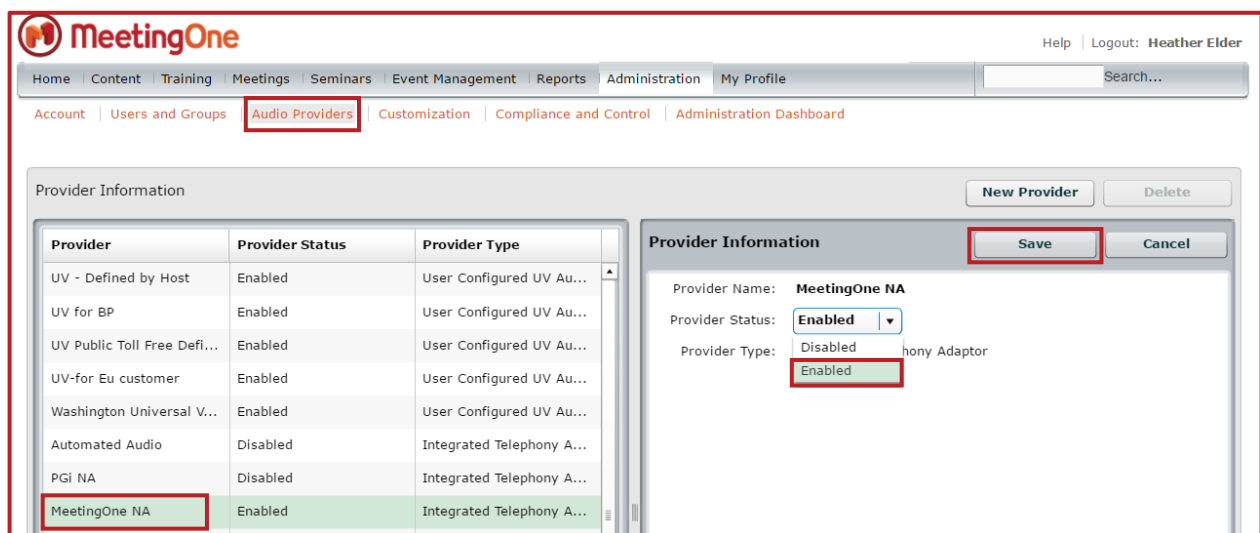 MeetingOne
Help Logout: Heather Elder
Home Content Training Meetings Seminars Event Management Reports Administration My Profile Search...
Account Users and Groups Audio Providers Customization Compliance and Control Administration Dashboard
Provider Information New Provider Delete
Provider Provider Status Provider Type
UV - Defined by Host Enabled User Configured UV Au...
UV for BP Enabled User Configured UV Au...
UV Public Toll Free Defi... Enabled User Configured UV Au...
UV-for Eu customer Enabled User Configured UV Au...
Washington Universal V... Enabled User Configured UV Au...
Automated Audio Disabled Integrated Telephony A...
PGi NA Disabled Integrated Telephony A...
MeetingOne NA Enabled Integrated Telephony A...
Provider Information Save Cancel
Provider Name: MeetingOne NA
Provider Status: Enabled
Provider Type: hony Adaptor
Disabled
Enabled